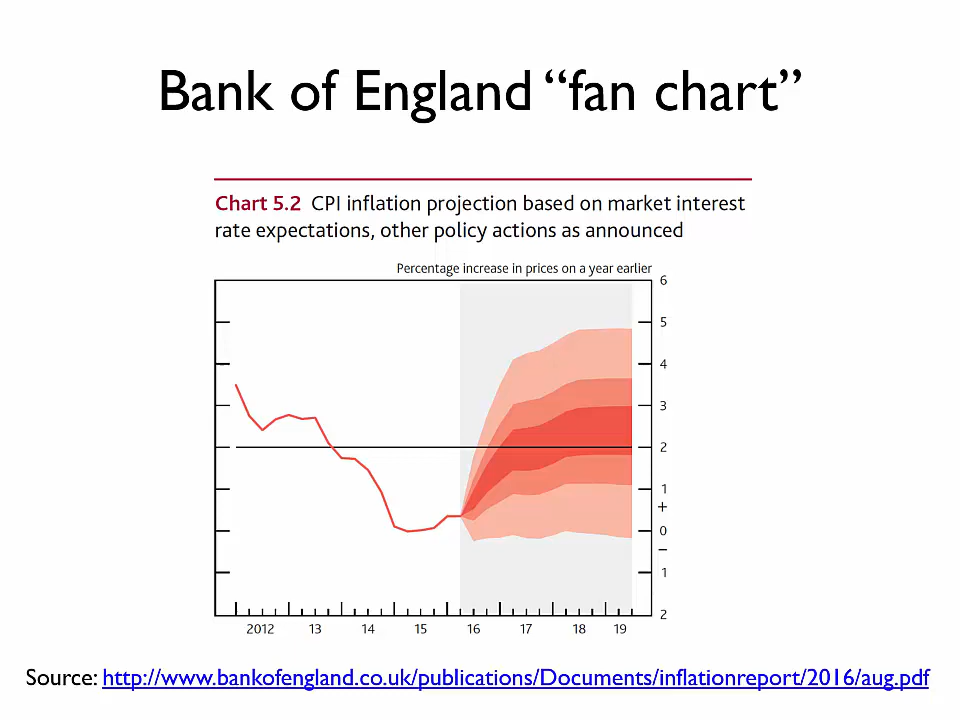 Bank of England “fan chart”
Chart 5.2 CPI inflation projection based on market interest
rate expectations, other policy actions as announced
Percentage increase in prices on a year earlier
6
5
4
3
2
1
+
0
–
1
2
2012 13 14 15 16 17 18 19
Source: http://www.bankofengland.co.uk/publications/Documents/inflationreport/2016/aug.pdf